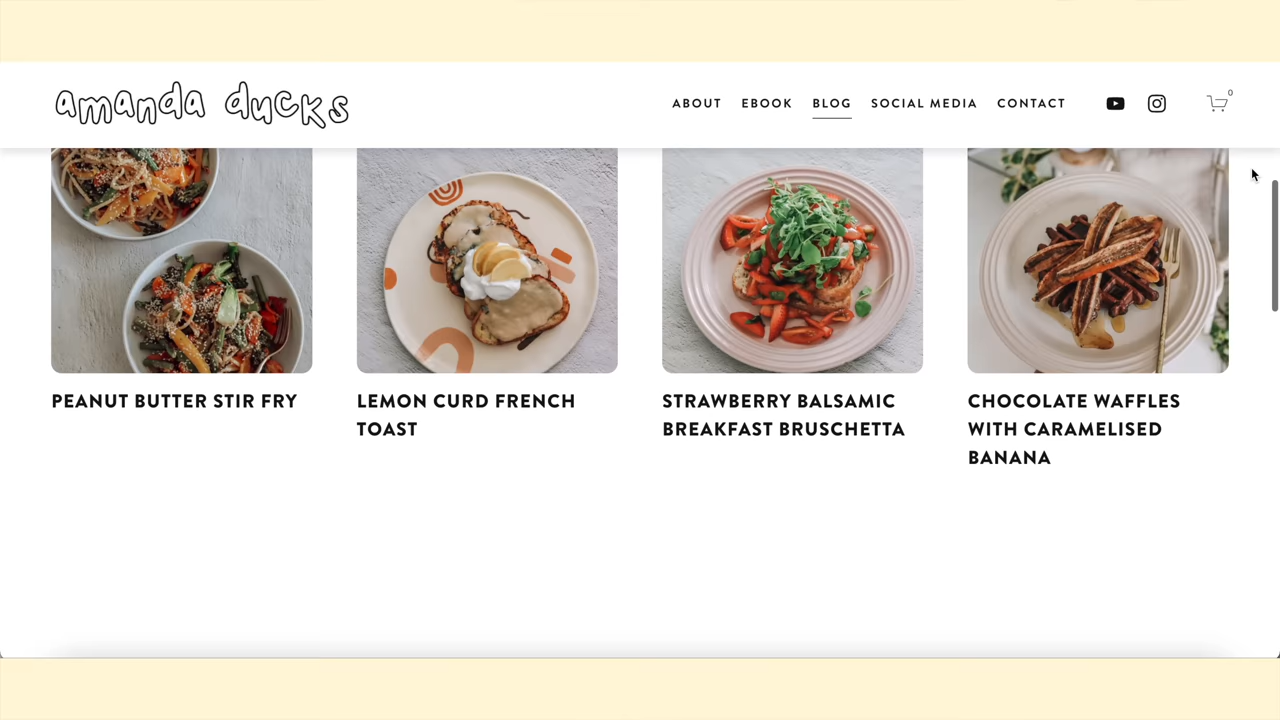 amanda ducks
ABOUT EBOOK BLOG SOCIAL MEDIA CONTACT
0
PEANUT BUTTER STIR FRY
LEMON CURD FRENCH
TOAST
STRAWBERRY BALSAMIC
BREAKFAST BRUSCHETTA
CHOCOLATE WAFFLES
WITH CARAMELISED
BANANA